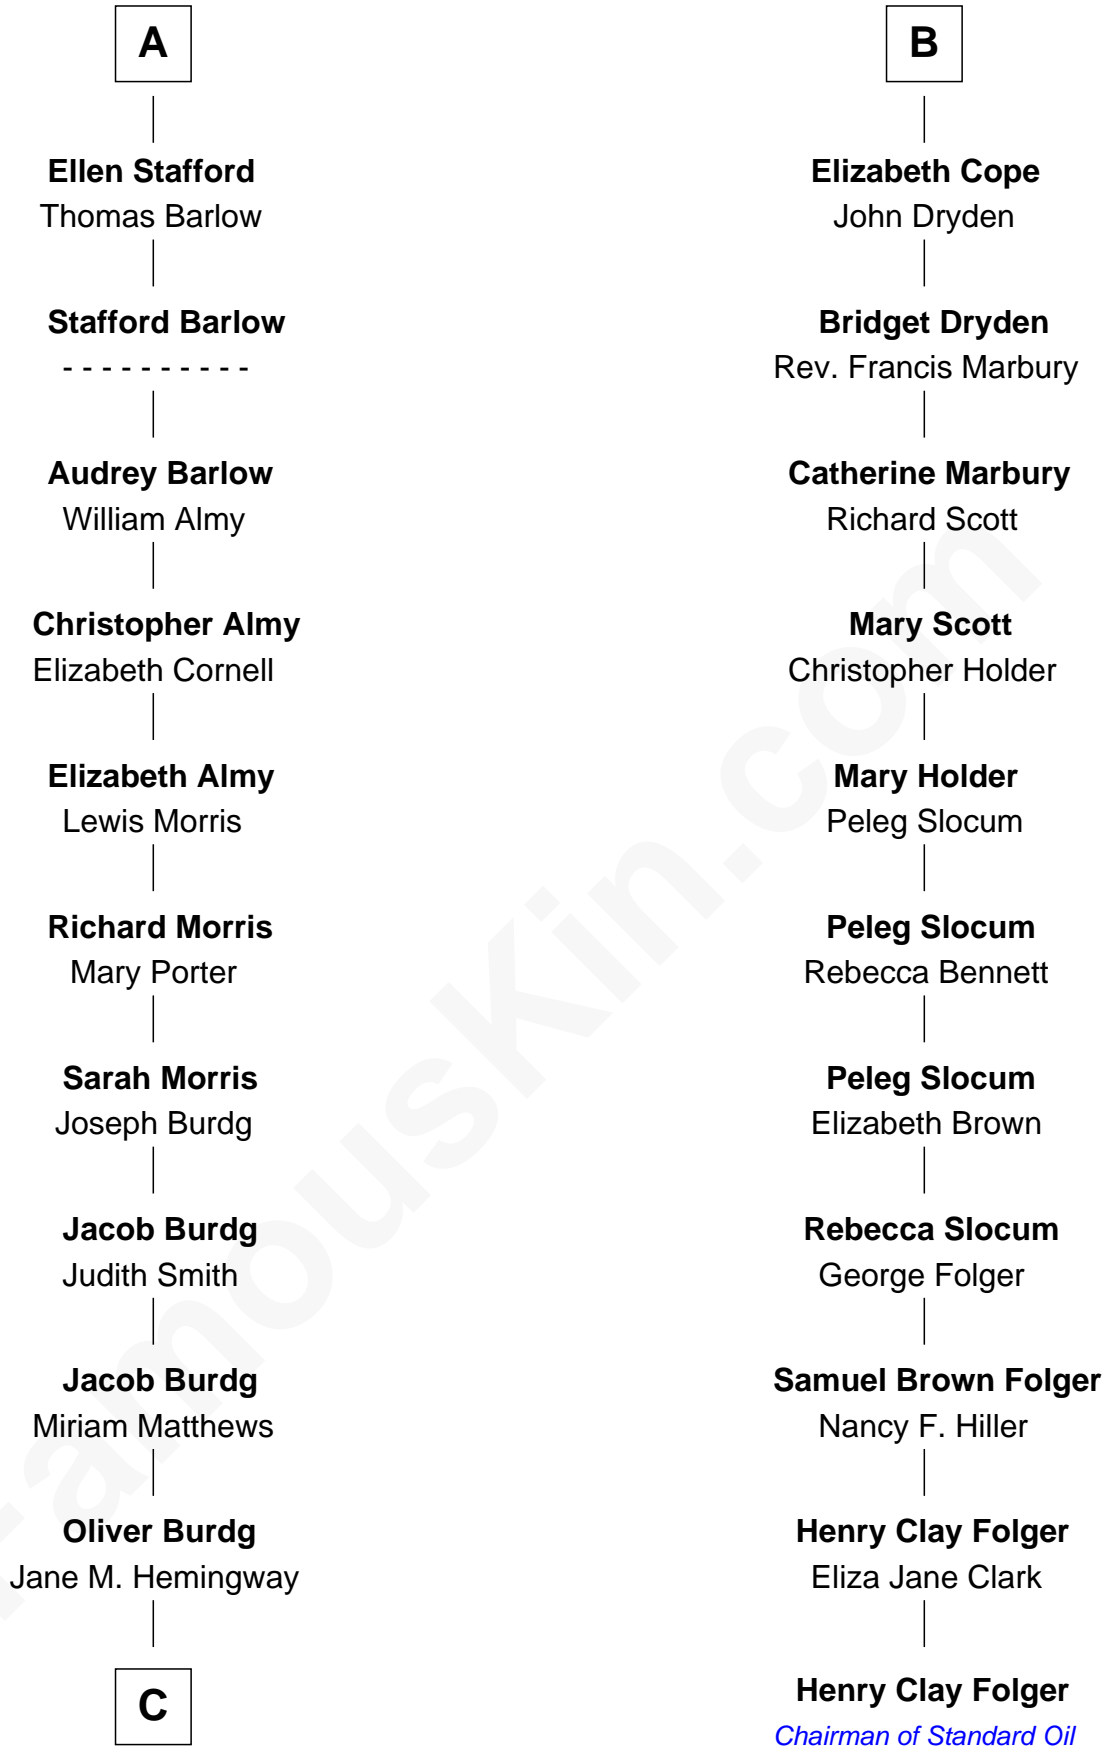 A
Ellen Stafford
Thomas Barlow
Stafford Barlow
- - - - - - - - - -
Audrey Barlow
William Almy
Christopher Almy
Elizabeth Cornell
Elizabeth Almy
Lewis Morris
Richard Morris
Mary Porter
Sarah Morris
Joseph Burdg
Jacob Burdg
Judith Smith
Jacob Burdg
Miriam Matthews
Oliver Burdg
Jane M. Hemingway
C
B
Elizabeth Cope
John Dryden
Bridget Dryden
Rev. Francis Marbury
Catherine Marbury
Richard Scott
Mary Scott
Christopher Holder
Mary Holder
Peleg Slocum
Peleg Slocum
Rebecca Bennett
Peleg Slocum
Elizabeth Brown
Rebecca Slocum
George Folger
Samuel Brown Folger
Nancy F. Hiller
Henry Clay Folger
Eliza Jane Clark
Henry Clay Folger
Chairman of Standard Oil
FamousKin.com